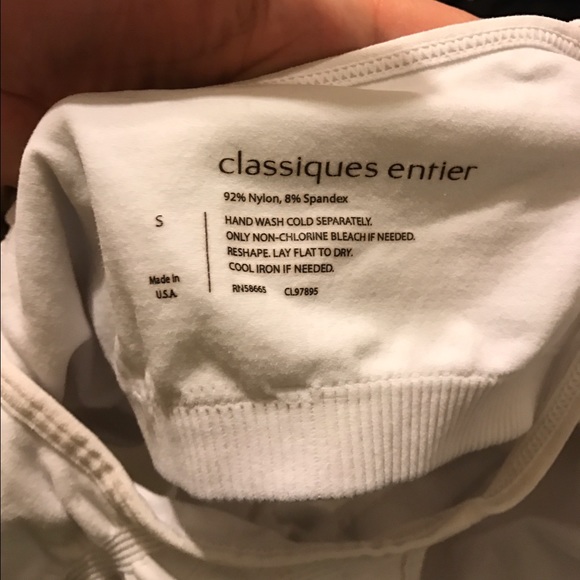 classiques entier
92% Nylon, 8% Spandex
S
HAND WASH COLD SEPARATELY.
ONLY NON-CHLORINE BLEACH IF NEEDED.
RESHAPE. LAY FLAT TO DRY.
COOL IRON IF NEEDED.
Made in
U.S.A.
RN58665 CL97895